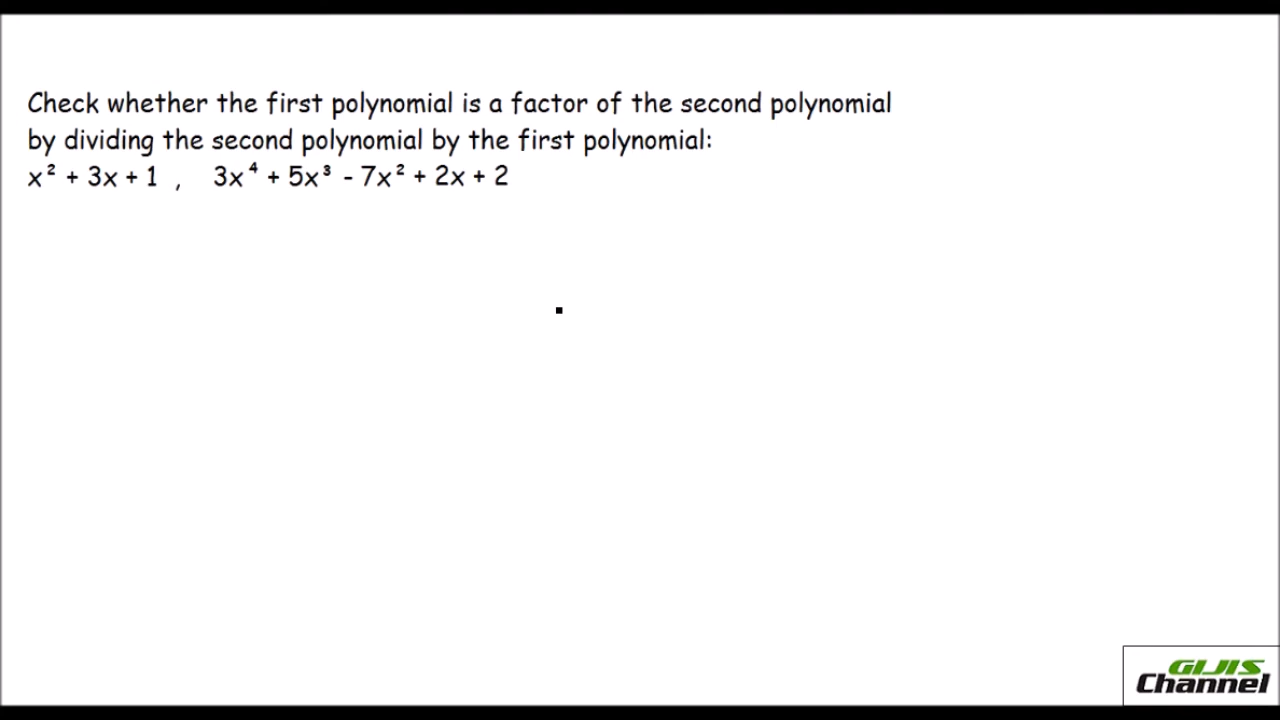 Check whether the first polynomial is a factor of the second polynomial
by dividing the second polynomial by the first polynomial:
x² + 3x + 1 , 3x⁴ + 5x³ - 7x² + 2x + 2
GIJIS
Channel